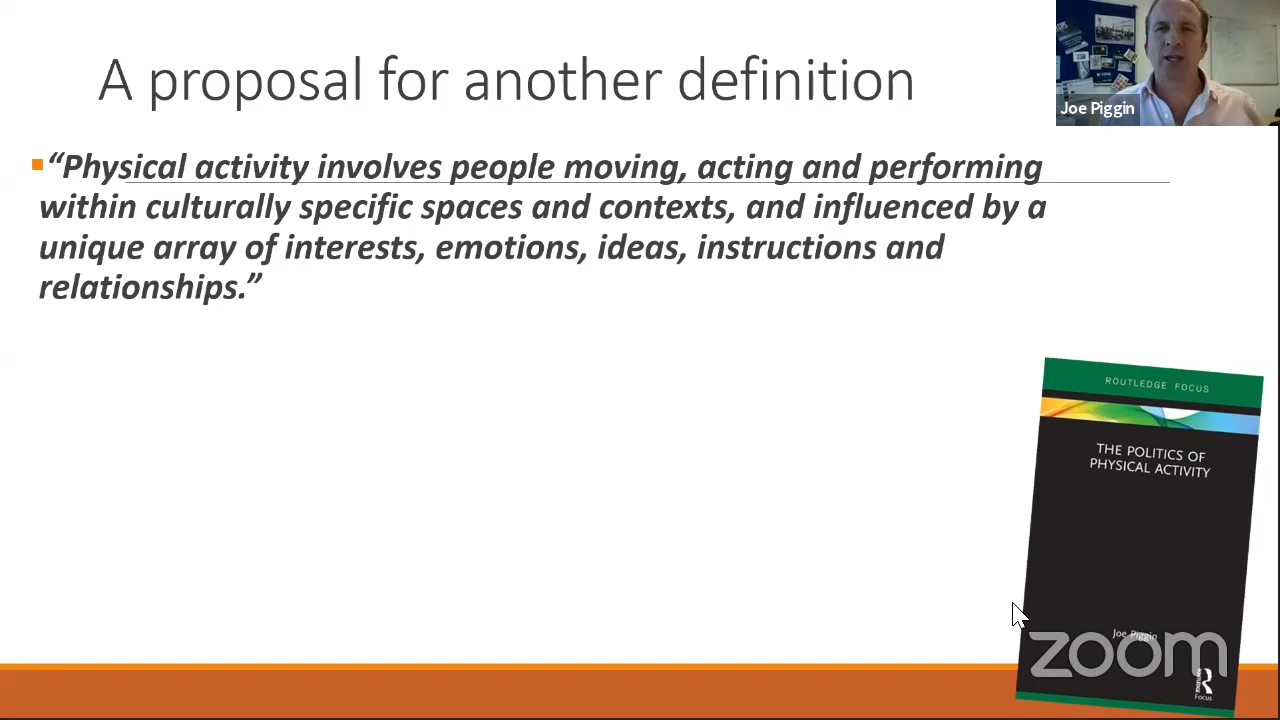 A proposal for another definition
Joe Piggin
“Physical activity involves people moving, acting and performing
within culturally specific spaces and contexts, and influenced by a
unique array of interests, emotions, ideas, instructions and
relationships.”
ROUTLEDGE FOCUS
THE POLITICS OF
PHYSICAL ACTIVITY
Joe Piggin
zoom
R
ROUTLEDGE
Focus